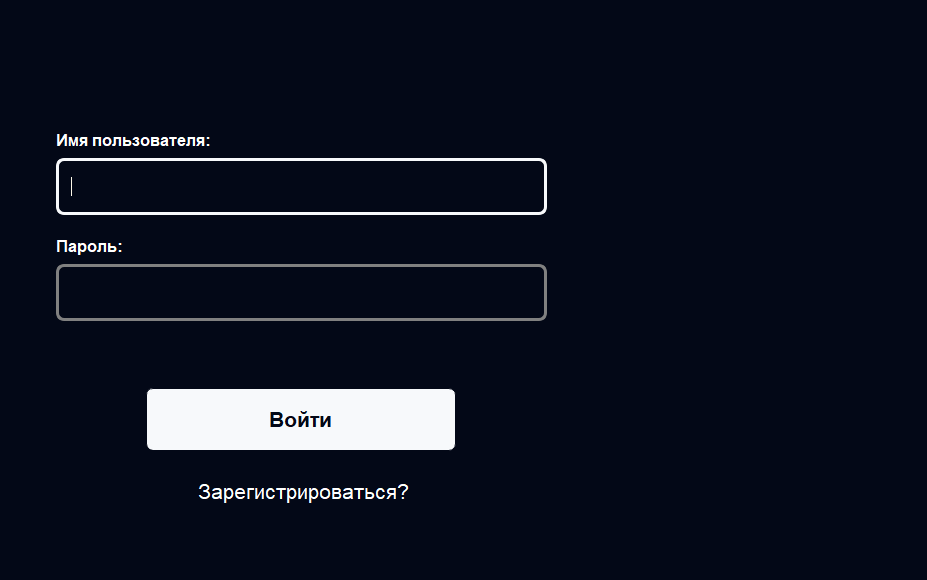 Имя пользователя:
Пароль:
Войти
Зарегистрироваться?